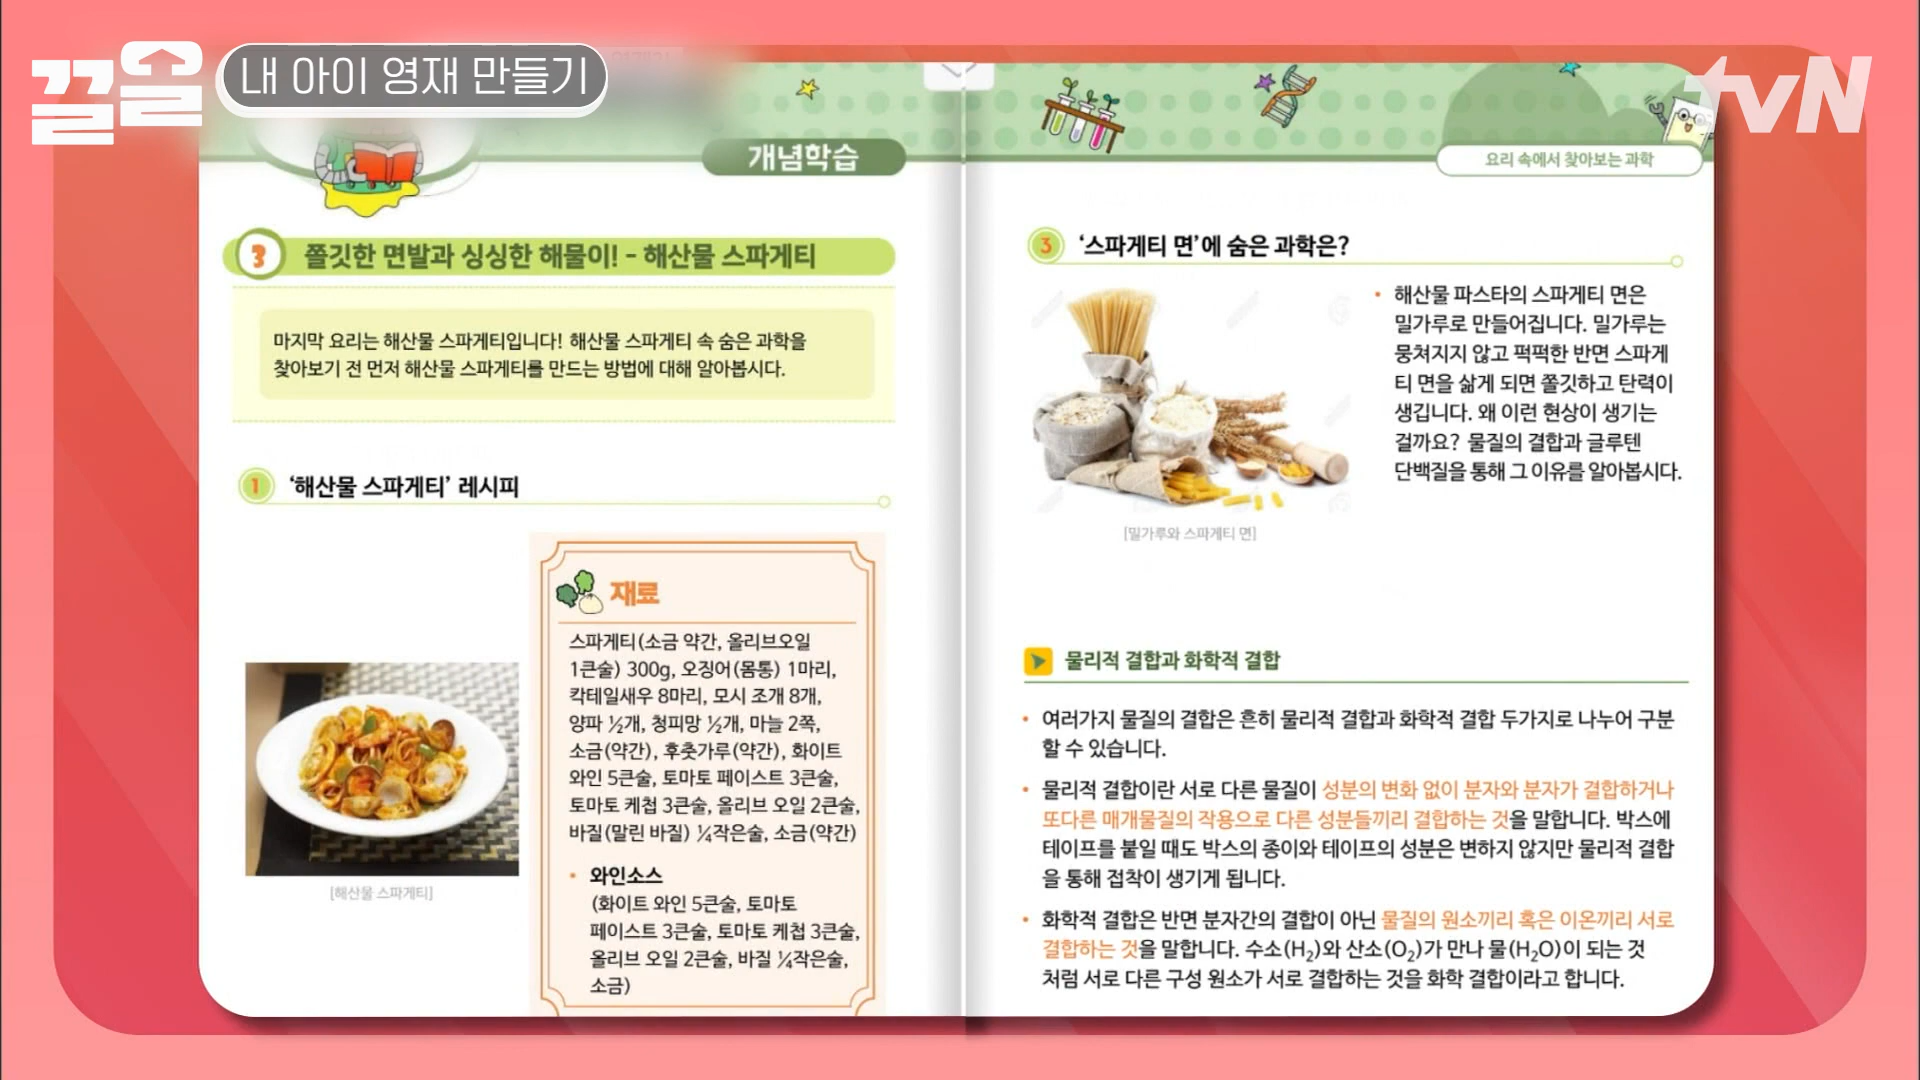 끌올
내 아이 영재 만들기
tvN
개념학습
요리 속에서 찾아보는 과학
3 쫄깃한 면발과 싱싱한 해물이! - 해산물 스파게티
마지막 요리는 해산물 스파게티입니다! 해산물 스파게티 속 숨은 과학을
찾아보기 전 먼저 해산물 스파게티를 만드는 방법에 대해 알아봅시다.
1 ‘해산물 스파게티’ 레시피
[해산물 스파게티]
재료
스파게티(소금 약간, 올리브오일
1큰술) 300g, 오징어(몸통) 1마리,
칵테일새우 8마리, 모시 조개 8개,
양파 ½개, 청피망 ½개, 마늘 2쪽,
소금(약간), 후춧가루(약간), 화이트
와인 5큰술, 토마토 페이스트 3큰술,
토마토 케첩 3큰술, 올리브 오일 2큰술,
바질(말린 바질) ¼작은술, 소금(약간)
• 와인소스
(화이트 와인 5큰술, 토마토
페이스트 3큰술, 토마토 케첩 3큰술,
올리브 오일 2큰술, 바질 ¼작은술,
소금)
3 ‘스파게티 면’에 숨은 과학은?
[밀가루와 스파게티 면]
• 해산물 파스타의 스파게티 면은
밀가루로 만들어집니다. 밀가루는
뭉쳐지지 않고 퍽퍽한 반면 스파게
티 면을 삶게 되면 쫄깃하고 탄력이
생깁니다. 왜 이런 현상이 생기는
걸까요? 물질의 결합과 글루텐
단백질을 통해 그 이유를 알아봅시다.
물리적 결합과 화학적 결합
• 여러가지 물질의 결합은 흔히 물리적 결합과 화학적 결합 두가지로 나누어 구분
할 수 있습니다.
• 물리적 결합이란 서로 다른 물질이 성분의 변화 없이 분자와 분자가 결합하거나
또다른 매개물질의 작용으로 다른 성분들끼리 결합하는 것을 말합니다. 박스에
테이프를 붙일 때도 박스의 종이와 테이프의 성분은 변하지 않지만 물리적 결합
을 통해 접착이 생기게 됩니다.
• 화학적 결합은 반면 분자간의 결합이 아닌 물질의 원소끼리 혹은 이온끼리 서로
결합하는 것을 말합니다. 수소(H₂)와 산소(O₂)가 만나 물(H₂O)이 되는 것
처럼 서로 다른 구성 원소가 서로 결합하는 것을 화학 결합이라고 합니다.